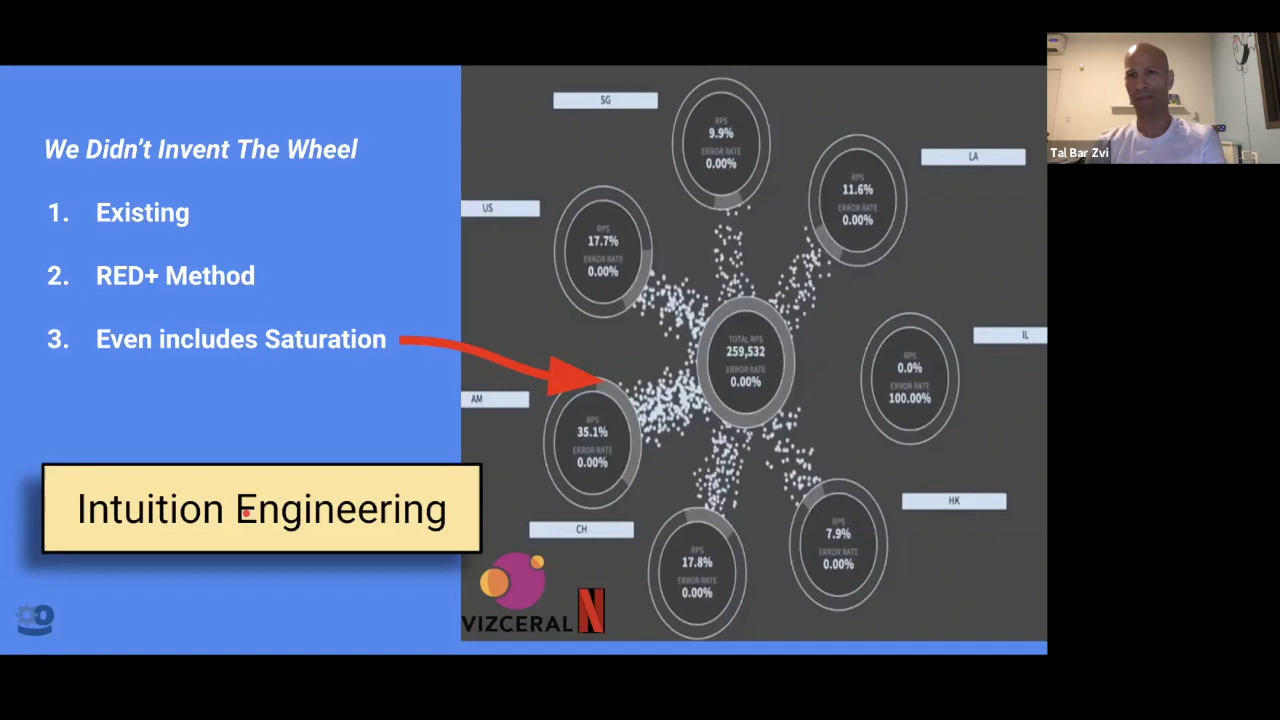 We Didn't Invent The Wheel
1. Existing
2. RED+ Method
3. Even includes Saturation
Intuition Engineering
SG
RPS
9.9%
ERROR RATE
0.00%
LA
RPS
11.6%
ERROR RATE
0.00%
US
RPS
17.7%
ERROR RATE
0.00%
TOTAL RPS
259,532
ERROR RATE
0.00%
IL
RPS
0.0%
ERROR RATE
100.00%
AM
RPS
35.1%
ERROR RATE
0.00%
HK
RPS
7.9%
ERROR RATE
0.00%
CH
RPS
17.8%
ERROR RATE
0.00%
VIZCERAL
N
Tal Bar Zvi